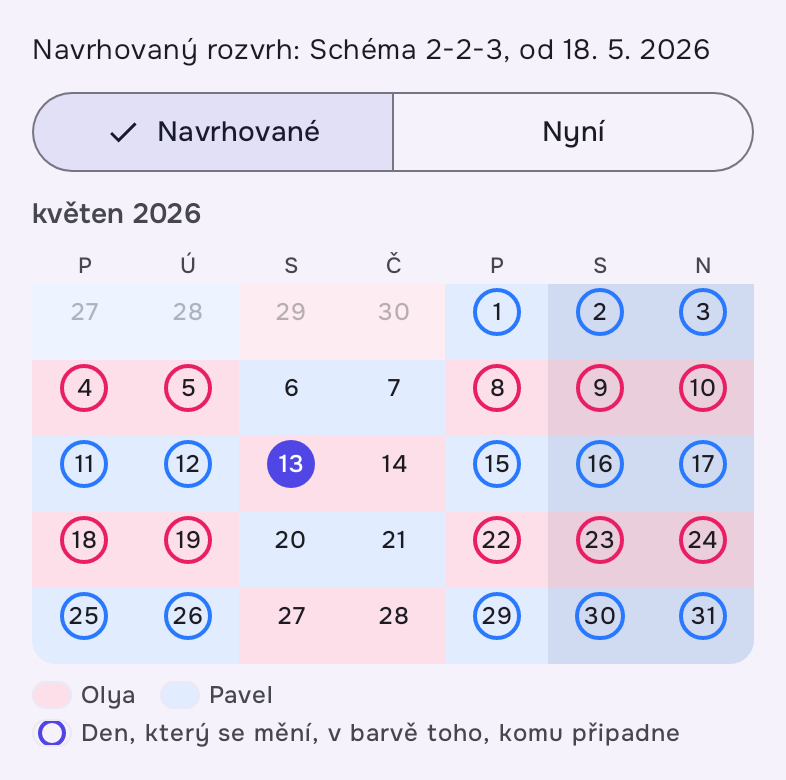 Navrhovaný rozvrh: Schéma 2-2-3, od 18. 5. 2026
Navrhované Nyní
květen 2026
P Ú S Č P S N
27 28 29 30 1 2 3
4 5 6 7 8 9 10
11 12 13 14 15 16 17
18 19 20 21 22 23 24
25 26 27 28 29 30 31
Olya Pavel
Den, který se mění, v barvě toho, komu připadne